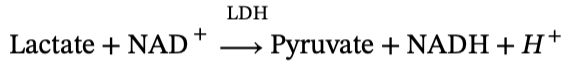 LDH
Lactate + NAD⁺ ⟶ Pyruvate + NADH + H⁺